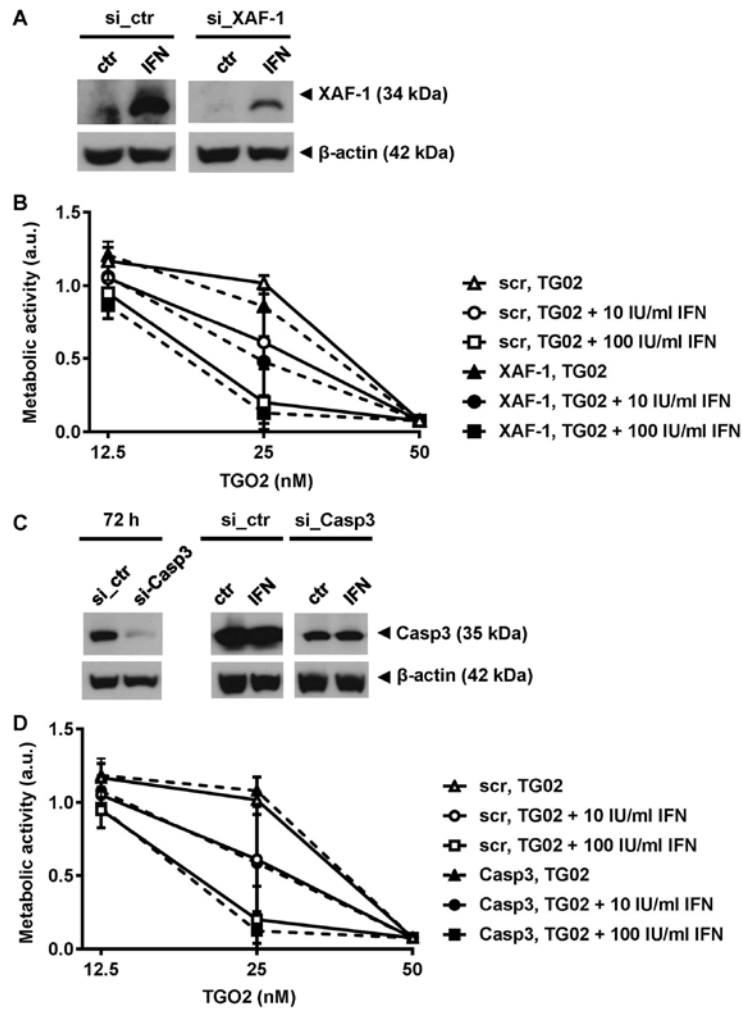 A
si_ctr si_XAF-1
ctr IFN ctr IFN
XAF-1 (34 kDa)
β-actin (42 kDa)
B
Metabolic activity (a.u.)
1.5
1.0
0.5
0.0
12.5 25 50
TGO2 (nM)
scr, TG02
scr, TG02 + 10 IU/ml IFN
scr, TG02 + 100 IU/ml IFN
XAF-1, TG02
XAF-1, TG02 + 10 IU/ml IFN
XAF-1, TG02 + 100 IU/ml IFN
C
72 h si_ctr si_Casp3
si_ctr si-Casp3 ctr IFN ctr IFN
Casp3 (35 kDa)
β-actin (42 kDa)
D
Metabolic activity (a.u.)
1.5
1.0
0.5
0.0
12.5 25 50
TGO2 (nM)
scr, TG02
scr, TG02 + 10 IU/ml IFN
scr, TG02 + 100 IU/ml IFN
Casp3, TG02
Casp3, TG02 + 10 IU/ml IFN
Casp3, TG02 + 100 IU/ml IFN